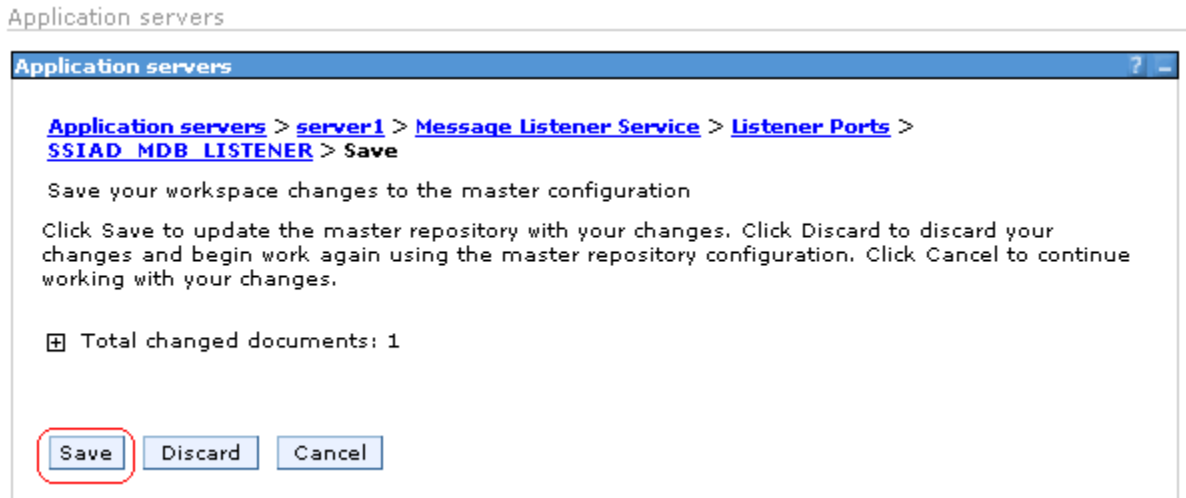 Application servers
Application servers ? –
Application servers > server1 > Message Listener Service > Listener Ports >
SSIAD_MDB_LISTENER > Save
Save your workspace changes to the master configuration
Click Save to update the master repository with your changes. Click Discard to discard your
changes and begin work again using the master repository configuration. Click Cancel to continue
working with your changes.
+ Total changed documents: 1
Save Discard Cancel